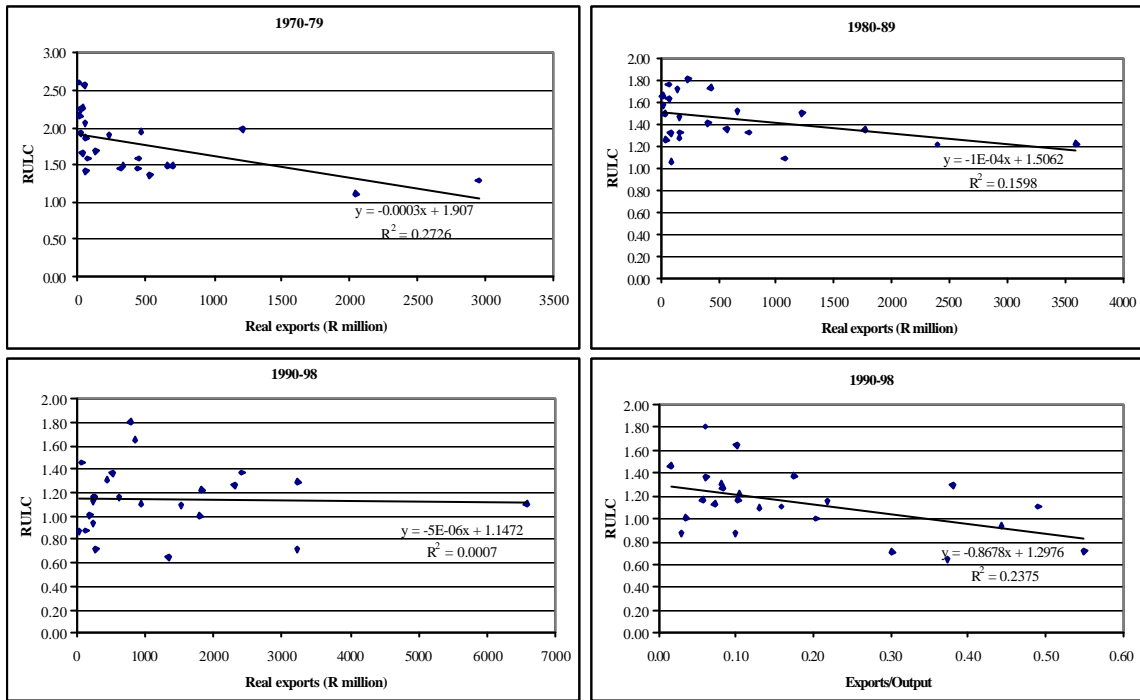 1970-79
3.00
2.50
2.00
1.50
1.00
0.50
0.00
RULC
y = -0.0003x + 1.907
R² = 0.2726
0 500 1000 1500 2000 2500 3000 3500
Real exports (R million)
1980-89
2.00
1.80
1.60
1.40
1.20
1.00
0.80
0.60
0.40
0.20
0.00
RULC
y = -1E-04x + 1.5062
R² = 0.1598
0 500 1000 1500 2000 2500 3000 3500 4000
Real exports (R million)
1990-98
2.00
1.80
1.60
1.40
1.20
1.00
0.80
0.60
0.40
0.20
0.00
RULC
y = -5E-06x + 1.1472
R² = 0.0007
0 1000 2000 3000 4000 5000 6000 7000
Real exports (R million)
1990-98
2.00
1.80
1.60
1.40
1.20
1.00
0.80
0.60
0.40
0.20
0.00
RULC
y = -0.8678x + 1.2976
R² = 0.2375
0.00 0.10 0.20 0.30 0.40 0.50 0.60
Exports/Output